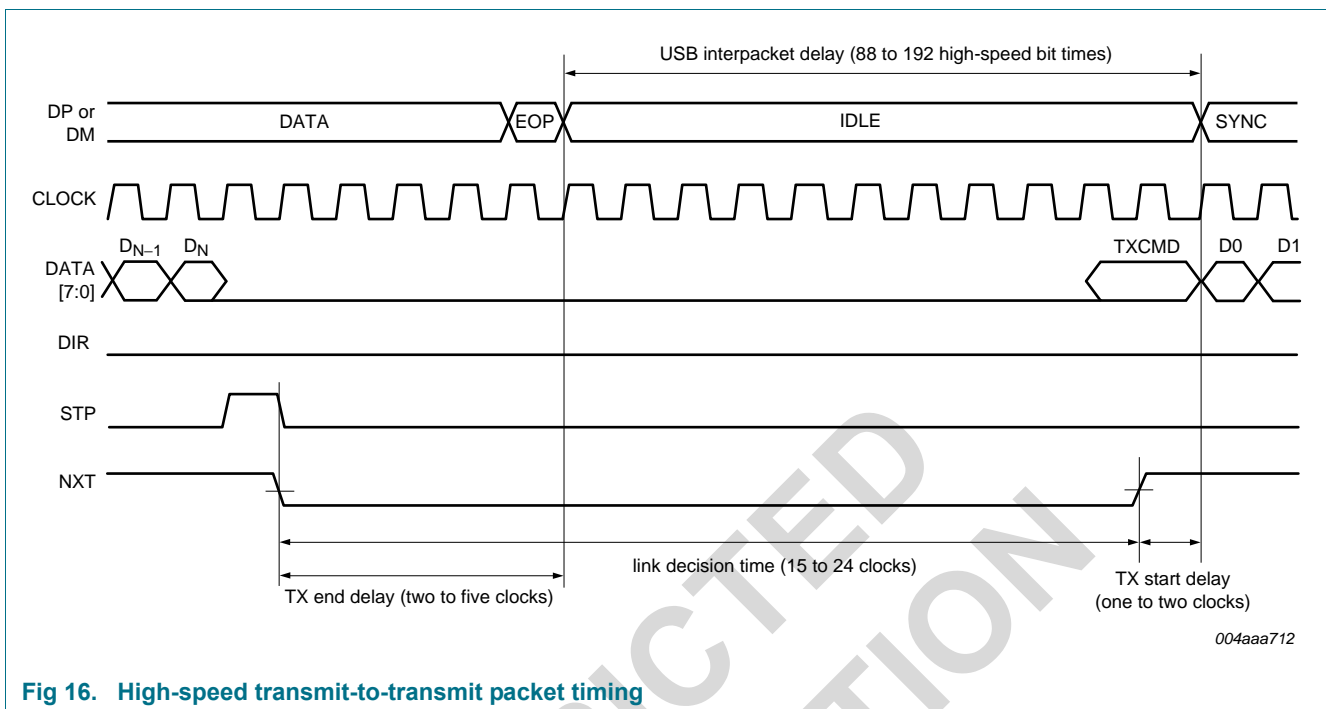 USB interpacket delay (88 to 192 high-speed bit times)
DP or
DM
DATA
EOP
IDLE
SYNC
CLOCK
DN−1
DN
TXCMD
D0
D1
DATA
[7:0]
DIR
STP
NXT
link decision time (15 to 24 clocks)
TX end delay (two to five clocks)
TX start delay
(one to two clocks)
004aaa712
Fig 16. High-speed transmit-to-transmit packet timing